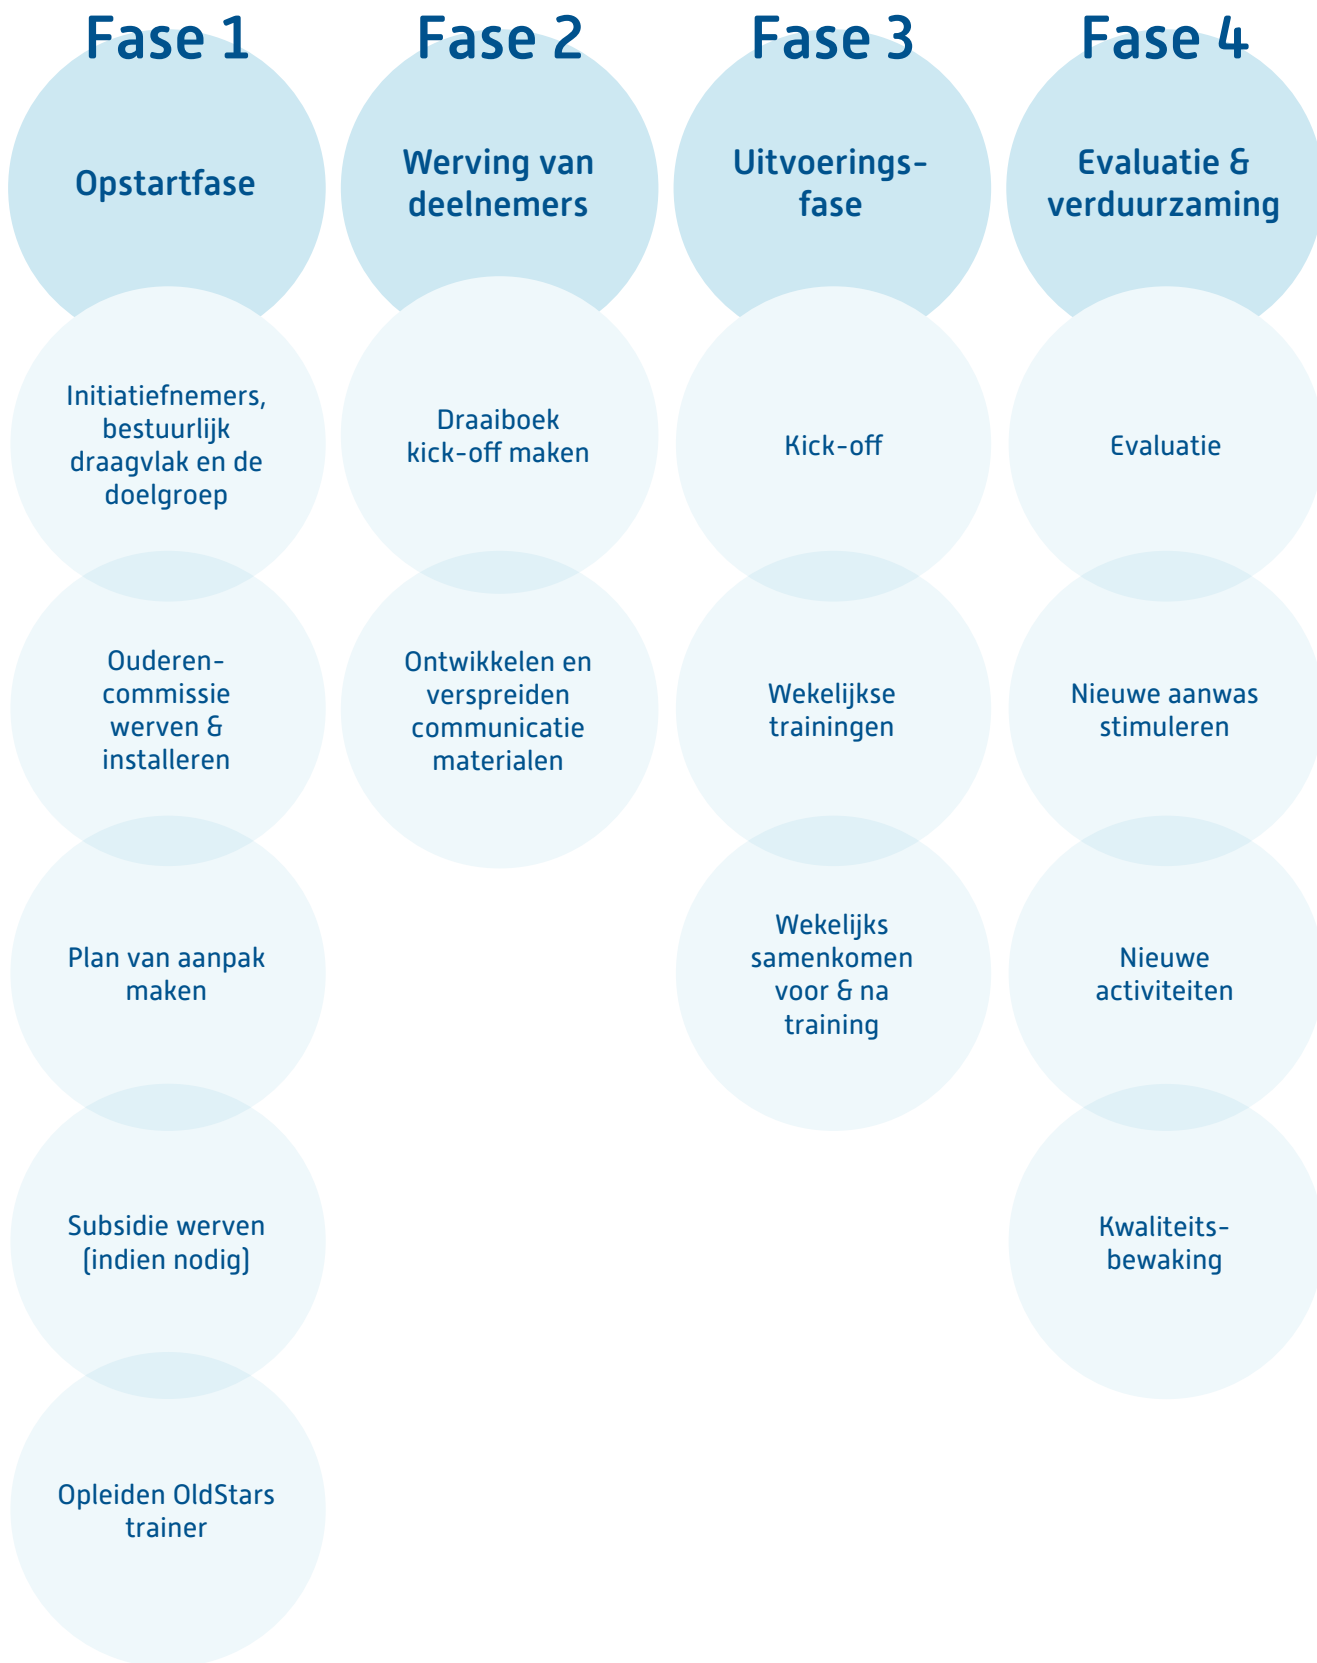 Fase 1
Opstartfase
Initiatiefnemers,
bestuurlijk
draagvlak en de
doelgroep
Ouderen-
commissie
werven &
installeren
Plan van aanpak
maken
Subsidie werven
(indien nodig)
Opleiden OldStars
trainer
Fase 2
Werving van
deelnemers
Draaiboek
kick-off maken
Ontwikkelen en
verspreiden
communicatie
materialen
Fase 3
Uitvoerings-
fase
Kick-off
Wekelijkse
trainingen
Wekelijks
samenkomen
voor & na
training
Fase 4
Evaluatie &
verduurzaming
Evaluatie
Nieuwe aanwas
stimuleren
Nieuwe
activiteiten
Kwaliteits-
bewaking